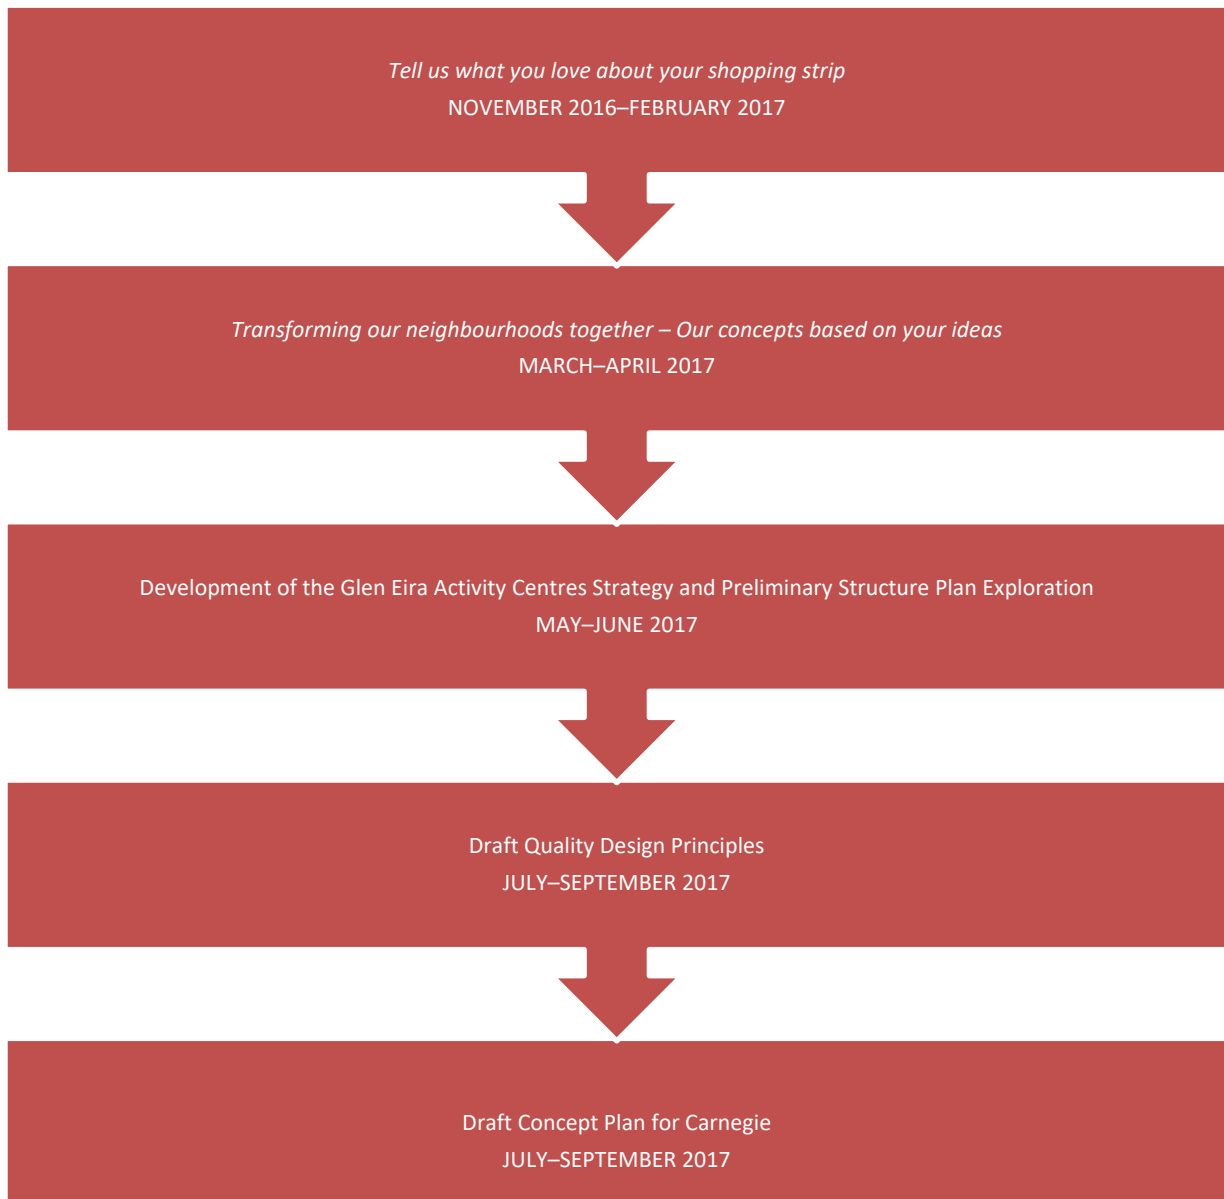 Tell us what you love about your shopping strip
NOVEMBER 2016–FEBRUARY 2017
Transforming our neighbourhoods together – Our concepts based on your ideas
MARCH–APRIL 2017
Development of the Glen Eira Activity Centres Strategy and Preliminary Structure Plan Exploration
MAY–JUNE 2017
Draft Quality Design Principles
JULY–SEPTEMBER 2017
Draft Concept Plan for Carnegie
JULY–SEPTEMBER 2017